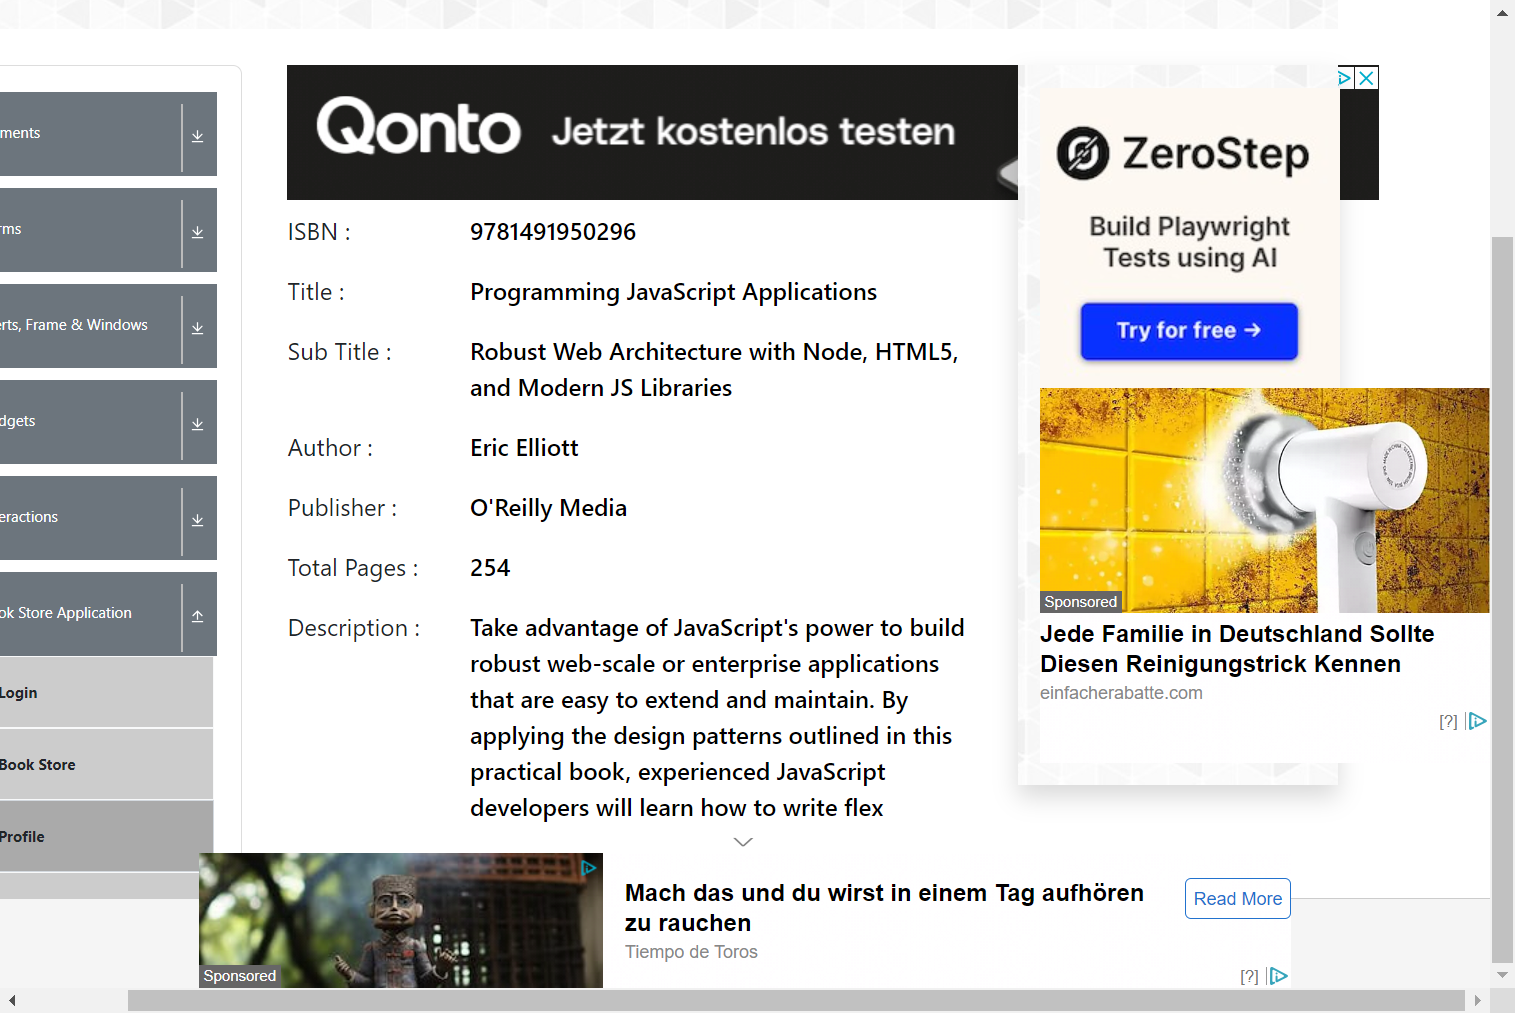 ments
rms
erts, Frame & Windows
dgets
eractions
ok Store Application
Login
Book Store
Profile
Qonto Jetzt kostenlos testen
ISBN : 9781491950296
Title : Programming JavaScript Applications
Sub Title : Robust Web Architecture with Node, HTML5,
and Modern JS Libraries
Author : Eric Elliott
Publisher : O'Reilly Media
Total Pages : 254
Description : Take advantage of JavaScript's power to build
robust web-scale or enterprise applications
that are easy to extend and maintain. By
applying the design patterns outlined in this
practical book, experienced JavaScript
developers will learn how to write flex
ZeroStep
Build Playwright
Tests using AI
Try for free →
Sponsored
Jede Familie in Deutschland Sollte
Diesen Reinigungstrick Kennen
einfacherabatte.com
[?]
Sponsored
Mach das und du wirst in einem Tag aufhören
zu rauchen
Tiempo de Toros
Read More
[?]